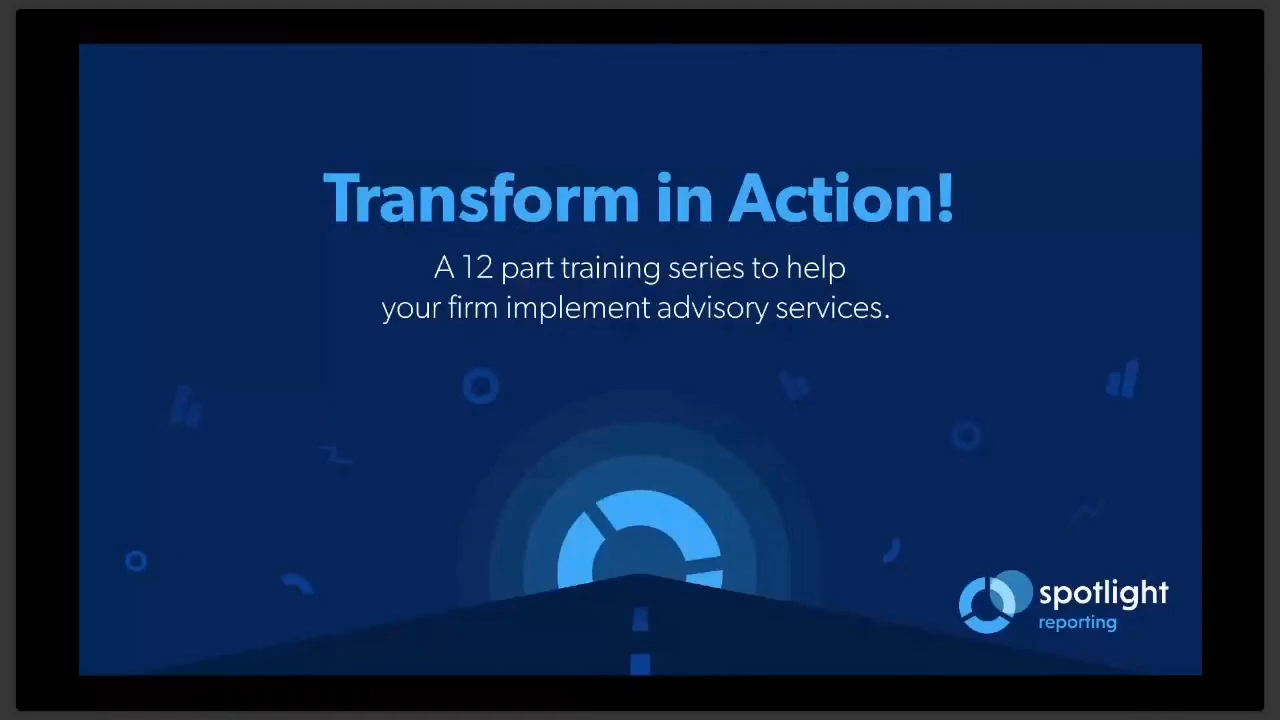 Transform in Action!
A 12 part training series to help
your firm implement advisory services.
spotlight
reporting